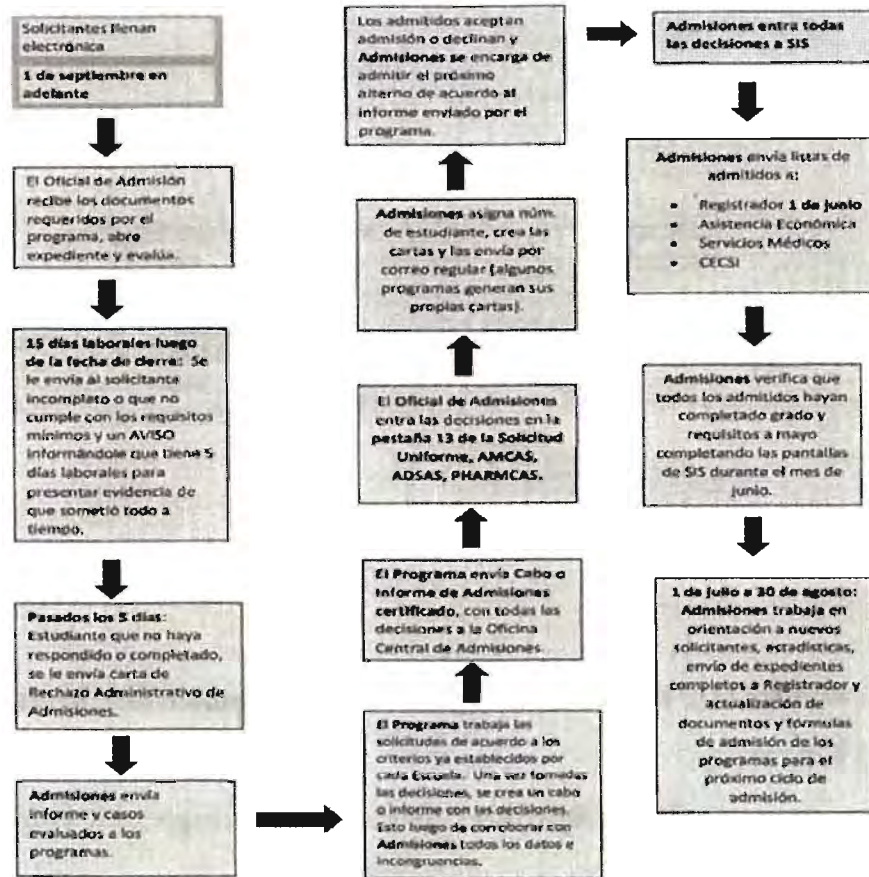 Solicitantes llenan
electrónica
1 de septiembre en
adelante
El Oficial de Admisión
recibe los documentos
requeridos por el
programa, abre
expediente y evalúa.
15 días laborales luego
de la fecha de cierre: Se
le envía al solicitante
incompleto o que no
cumple con los requisitos
mínimos y un AVISO
informándole que tiene 5
días laborales para
presentar evidencia de
que sometió todo a
tiempo.
Pasados los 5 días:
Estudiante que no haya
respondido o completado,
se le envía carta de
Rechazo Administrativo de
Admisiones.
Admisiones envía
informe y casos
evaluados a los
programas.
El Programa trabaja las
solicitudes de acuerdo a los
criterios ya establecidos por
cada Escuela. Una vez tomadas
las decisiones, se crea un cabo
o informe con las decisiones.
Esto luego de corroborar con
Admisiones todos los datos e
incongruencias.
El Programa envía Cabo o
Informe de Admisiones
certificado, con todas las
decisiones a la Oficina
Central de Admisiones.
El Oficial de Admisiones
entra las decisiones en la
pestaña 13 de la Solicitud
Uniforme, AMCAS,
ADSAS, PHARMCAS.
Admisiones asigna núm.
de estudiante, crea las
cartas y las envía por
correo regular (algunos
programas generan sus
propias cartas).
Los admitidos aceptan
admisión o declinan y
Admisiones se encarga de
admitir el próximo
alterno de acuerdo al
informe enviado por el
programa.
Admisiones entra todas
las decisiones a SIS
Admisiones envía listas de
admitidos a:
• Registrador 1 de junio
• Asistencia Económica
• Servicios Médicos
• CECSI
Admisiones verifica que
todos los admitidos hayan
completado grado y
requisitos a mayo
completando las pantallas
de SIS durante el mes de
junio.
1 de julio a 30 de agosto:
Admisiones trabaja en
orientación a nuevos
solicitantes, estadísticas,
envío de expedientes
completos a Registrador y
actualización de
documentos y fórmulas
de admisión de los
programas para el
próximo ciclo de
admisión.